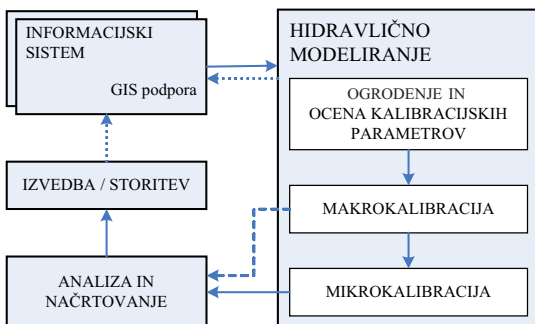 INFORMACIJSKI
SISTEM
GIS podpora
IZVEDBA / STORITEV
ANALIZA IN
NAČRTOVANJE
HIDRAVLIČNO
MODELIRANJE
OGRODENJE IN
OCENA KALIBRACIJSKIH
PARAMETROV
MAKROKALIBRACIJA
MIKROKALIBRACIJA